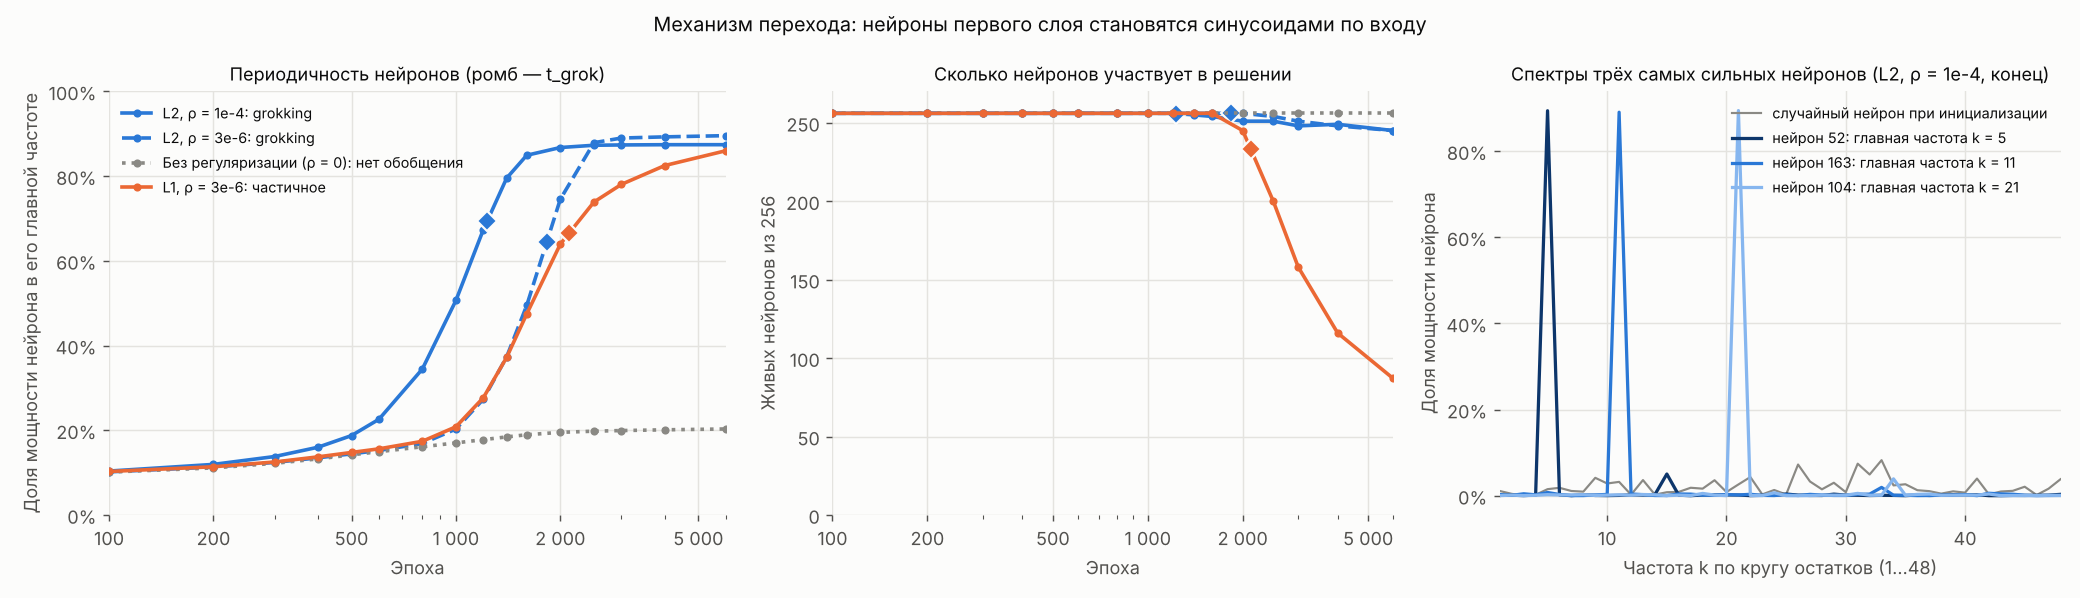 Механизм перехода: нейроны первого слоя становятся синусоидами по входу
Периодичность нейронов (ромб — t_grok)
Доля мощности нейрона в его главной частоте
100%
80%
60%
40%
20%
0%
L2, ρ = 1e-4: grokking
L2, ρ = 3e-6: grokking
Без регуляризации (ρ = 0): нет обобщения
L1, ρ = 3e-6: частичное
100
200
500
1 000
2 000
5 000
Эпоха
Сколько нейронов участвует в решении
Живых нейронов из 256
250
200
150
100
50
0
100
200
500
1 000
2 000
5 000
Эпоха
Спектры трёх самых сильных нейронов (L2, ρ = 1e-4, конец)
Доля мощности нейрона
80%
60%
40%
20%
0%
случайный нейрон при инициализации
нейрон 52: главная частота k = 5
нейрон 163: главная частота k = 11
нейрон 104: главная частота k = 21
10
20
30
40
Частота k по кругу остатков (1…48)